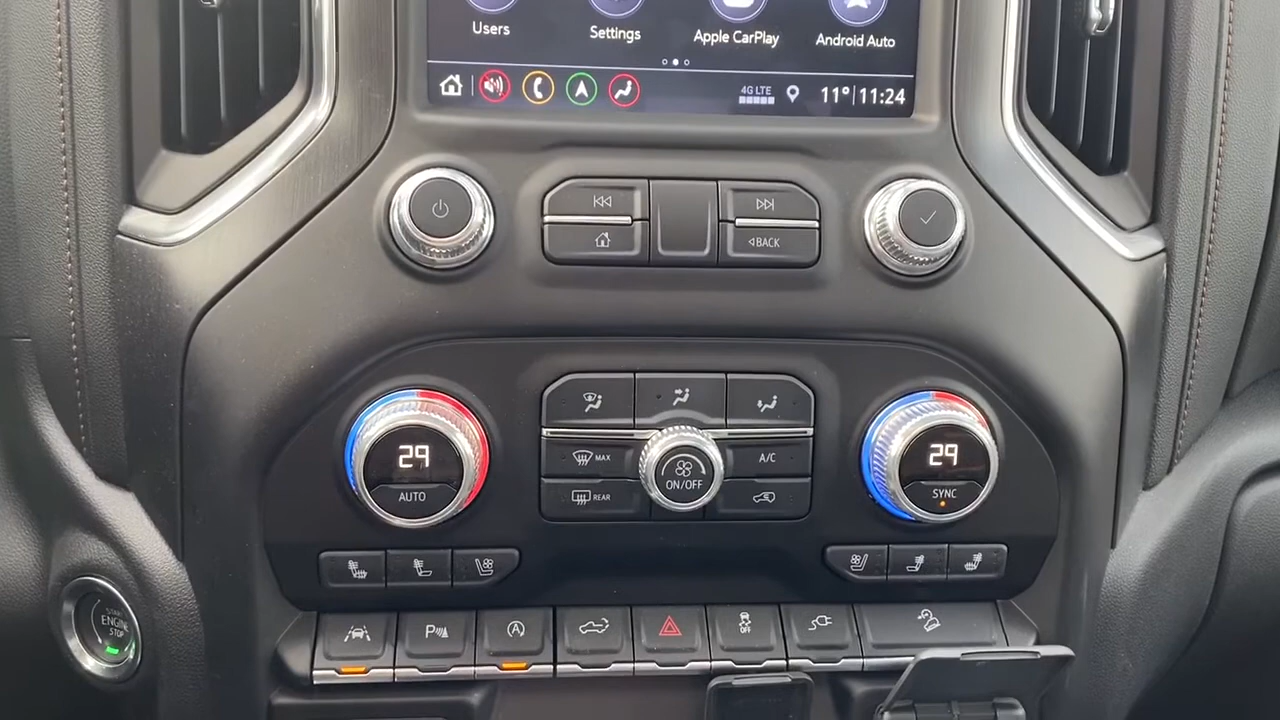 Users
Settings
Apple CarPlay
Android Auto
4G LTE
11° 11:24
BACK
29
AUTO
MAX
REAR
ON/OFF
A/C
29
SYNC
START
ENGINE
STOP
P
A
OFF